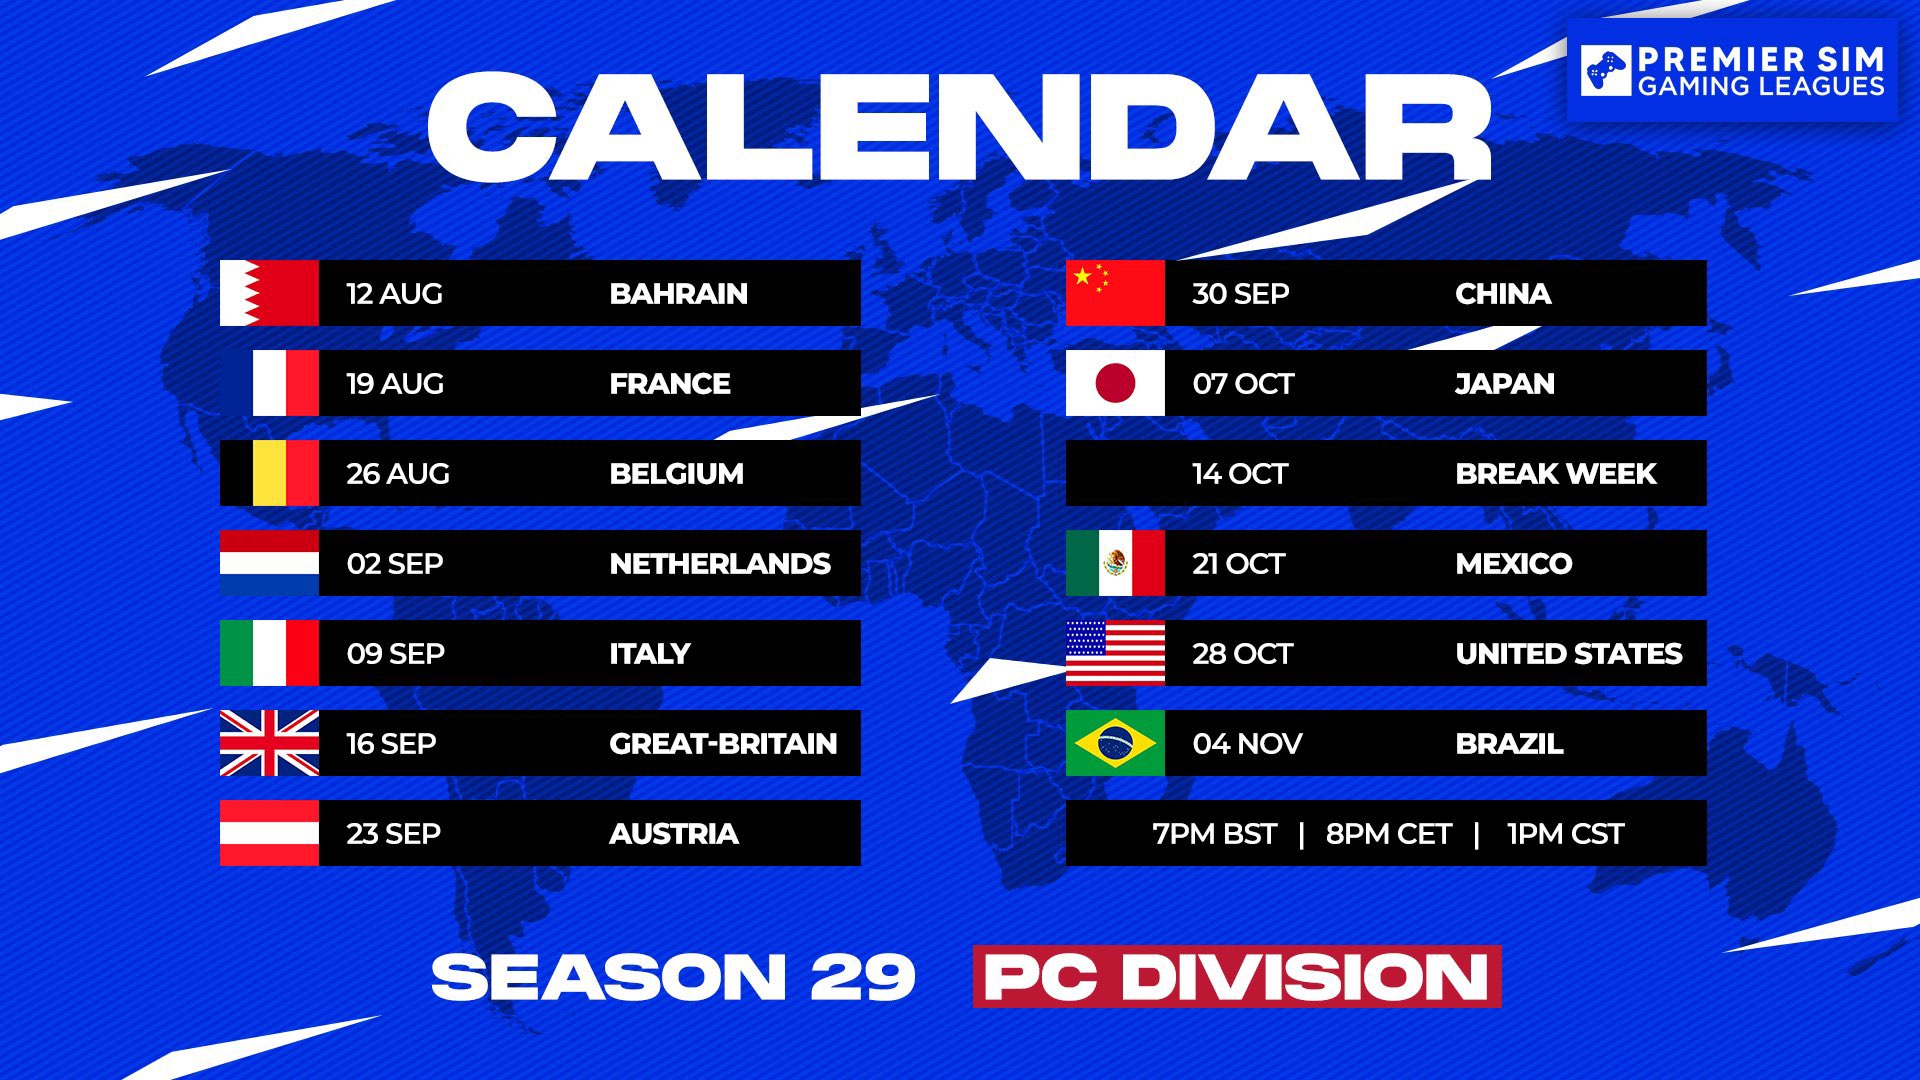 CALENDAR
PREMIER SIM
GAMING LEAGUES
12 AUG BAHRAIN
19 AUG FRANCE
26 AUG BELGIUM
02 SEP NETHERLANDS
09 SEP ITALY
16 SEP GREAT-BRITAIN
23 SEP AUSTRIA
30 SEP CHINA
07 OCT JAPAN
14 OCT BREAK WEEK
21 OCT MEXICO
28 OCT UNITED STATES
04 NOV BRAZIL
7PM BST | 8PM CET | 1PM CST
SEASON 29 PC DIVISION